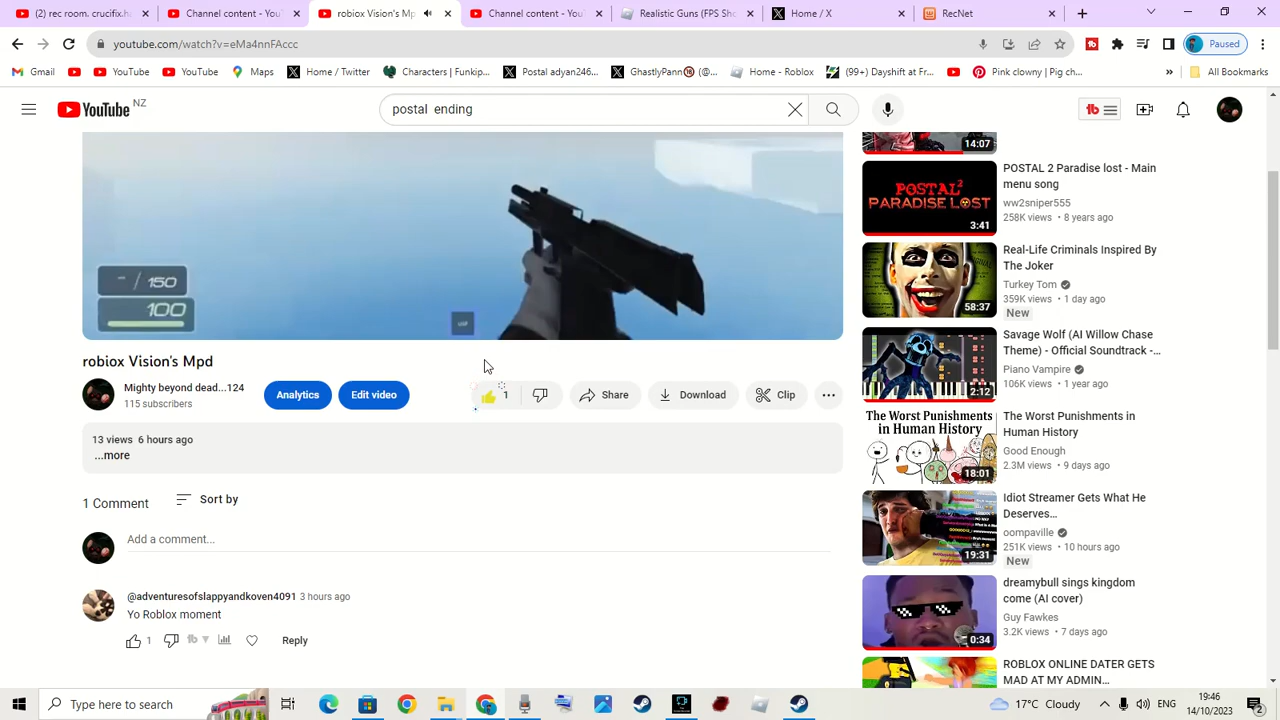 robiox Vision's Mp
Channel content - YouTu
Realistic Guns (FPS Sho
Home / X
youtube.com/watch?v=eMa4nnFAccc
Paused
Gmail
YouTube
YouTube
Maps
Home / Twitter
Characters | Funkip...
Postal adyan246...
GhastlyPann🔞 (@...
Home - Roblox
(99+) Dayshift at Fr...
Pink clowny | Pig ch...
»
All Bookmarks
YouTube NZ
postal ending
tb
/ 150
100
robiox Vision's Mpd
Mighty beyond dead...124
115 subscribers
alytics
Edit video
1
Share
Download
Clip
13 views 6 hours ago
...more
1 Comment
Sort by
Add a comment...
@adventuresofslappyandkoven4091 3 hours ago
Yo Roblox moment
1
tb
Reply
14:07
POSTAL 2 Paradise lost - Main
menu song
ww2sniper555
258K views • 8 years ago
POSTAL 2
PARADISE LOST
3:41
Real-Life Criminals Inspired By
The Joker
Turkey Tom
359K views • 1 day ago
New
58:37
Savage Wolf (AI Willow Chase
Theme) - Official Soundtrack -...
Piano Vampire
106K views • 1 year ago
2:12
The Worst Punishments
in Human History
18:01
The Worst Punishments in
Human History
Good Enough
2.3M views • 9 days ago
Idiot Streamer Gets What He
Deserves...
oompaville
251K views • 10 hours ago
New
19:31
dreamybull sings kingdom
come (AI cover)
Guy Fawkes
3.2K views • 7 days ago
0:34
ROBLOX ONLINE DATER GETS
MAD AT MY ADMIN...
Type here to search
17°C Cloudy
ENG
19:46
14/10/2023
2